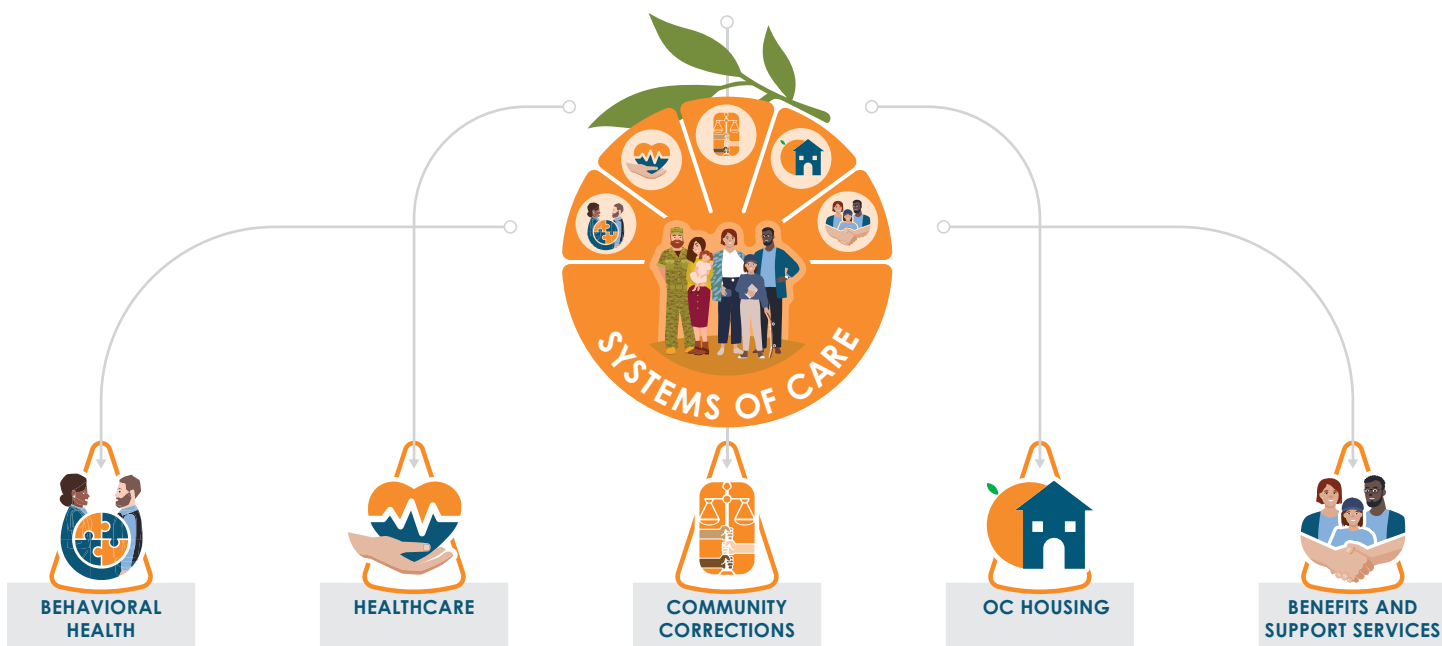 SYSTEMS OF CARE
BEHAVIORAL
HEALTH
HEALTHCARE
COMMUNITY
CORRECTIONS
OC HOUSING
BENEFITS AND
SUPPORT SERVICES